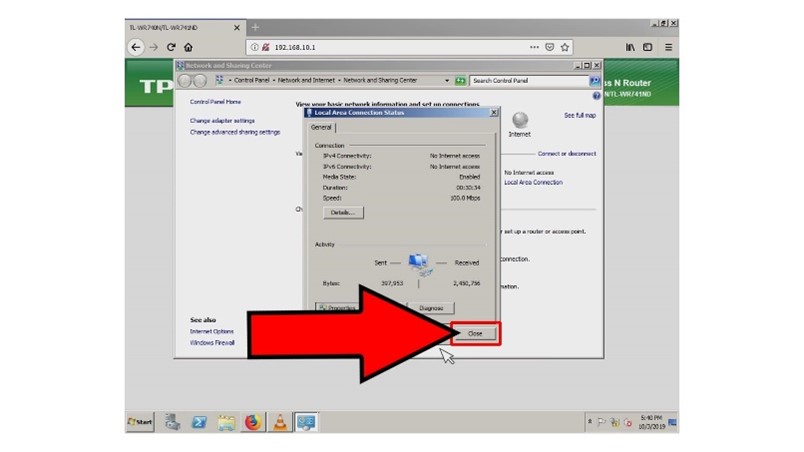 TL-WR740N/TL-WR741ND
192.168.10.1
TP
ss N Router
N/TL-WR741ND
Network and Sharing Center
Control Panel
Network and Internet
Network and Sharing Center
Search Control Panel
Control Panel Home
Change adapter settings
Change advanced sharing settings
View your basic network information and set up connections
See full map
Internet
Connect or disconnect
No Internet access
Local Area Connection
set up a router or access point.
connection.
Local Area Connection Status
General
Connection
IPv4 Connectivity: No Internet access
IPv6 Connectivity: No Internet access
Media State: Enabled
Duration: 00:30:34
Speed: 100.0 Mbps
Details...
Activity
Sent Received
Bytes: 397,953 2,450,756
Properties
Diagnose
Close
See also
Internet Options
Windows Firewall
Start
5:40 PM
10/3/2019